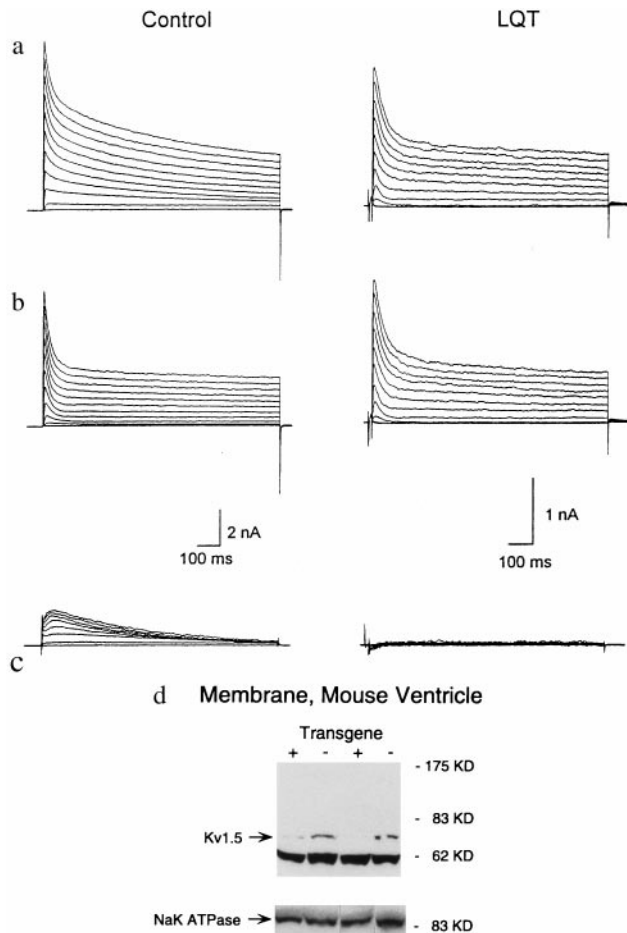 Control LQT
a
b
2 nA
100 ms
1 nA
100 ms
c
d Membrane, Mouse Ventricle
Transgene
+ - + -
- 175 KD
- 83 KD
Kv1.5
- 62 KD
NaK ATPase
- 83 KD